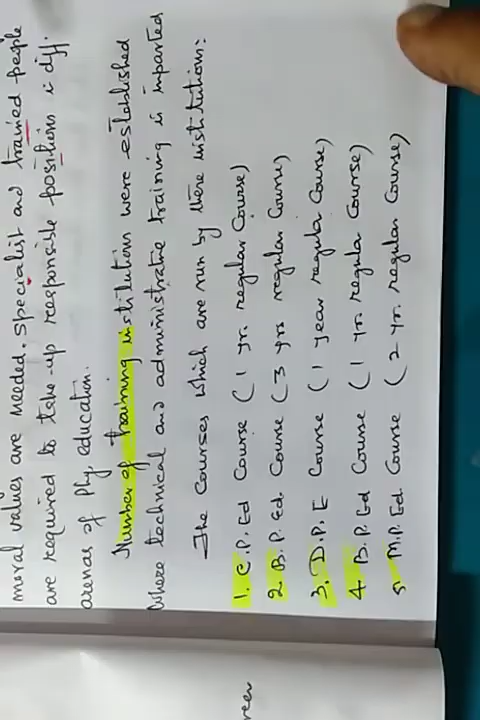 moral values are needed. Specialist and trained people
are required to take up responsible positions i diff.
arenas of Phy. education.
Number of training institutions were established
Where technical and administrative training is imparted
The Courses which are run by there institutions:
1. C.P.Ed Course (1 yr. regular Course)
2. B.P.Ed. Course (3 yrs regular Course)
3. D.P.E Course (1 year regular Course)
4 B.P.Ed Course (1 yr. regular Course)
5. M.P.Ed. Course (2 yr. regular Course)